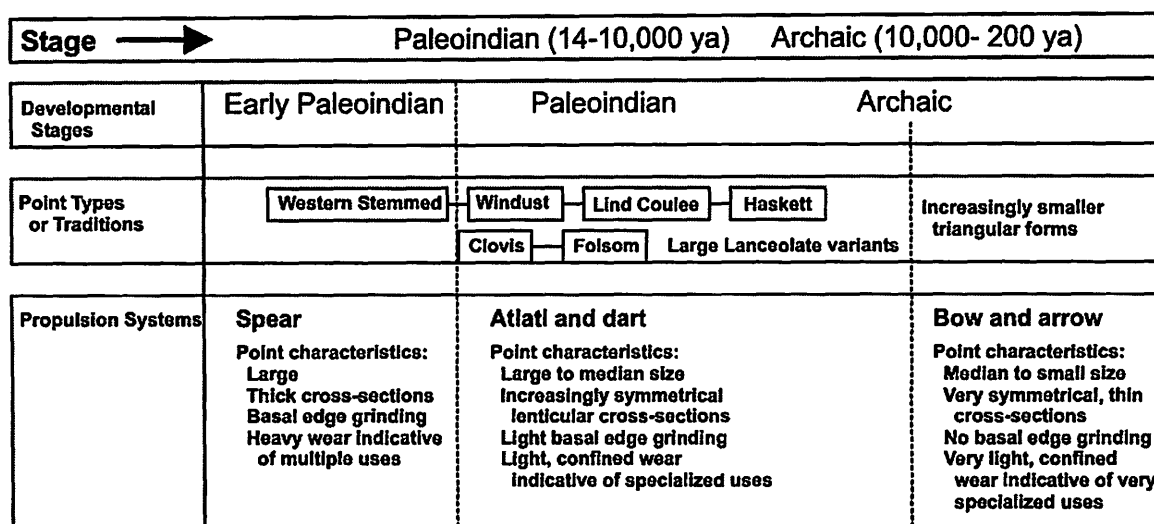 Stage Paleoindian (14-10,000 ya) Archaic (10,000- 200 ya)
Developmental
Stages
Early Paleoindian Paleoindian Archaic
Point Types
or Traditions
Western Stemmed Windust Lind Coulee Haskett
Clovis Folsom Large Lanceolate variants
Increasingly smaller
triangular forms
Propulsion Systems
Spear
Point characteristics:
Large
Thick cross-sections
Basal edge grinding
Heavy wear indicative
of multiple uses
Atlatl and dart
Point characteristics:
Large to median size
Increasingly symmetrical
lenticular cross-sections
Light basal edge grinding
Light, confined wear
indicative of specialized uses
Bow and arrow
Point characteristics:
Median to small size
Very symmetrical, thin
cross-sections
No basal edge grinding
Very light, confined
wear indicative of very
specialized uses